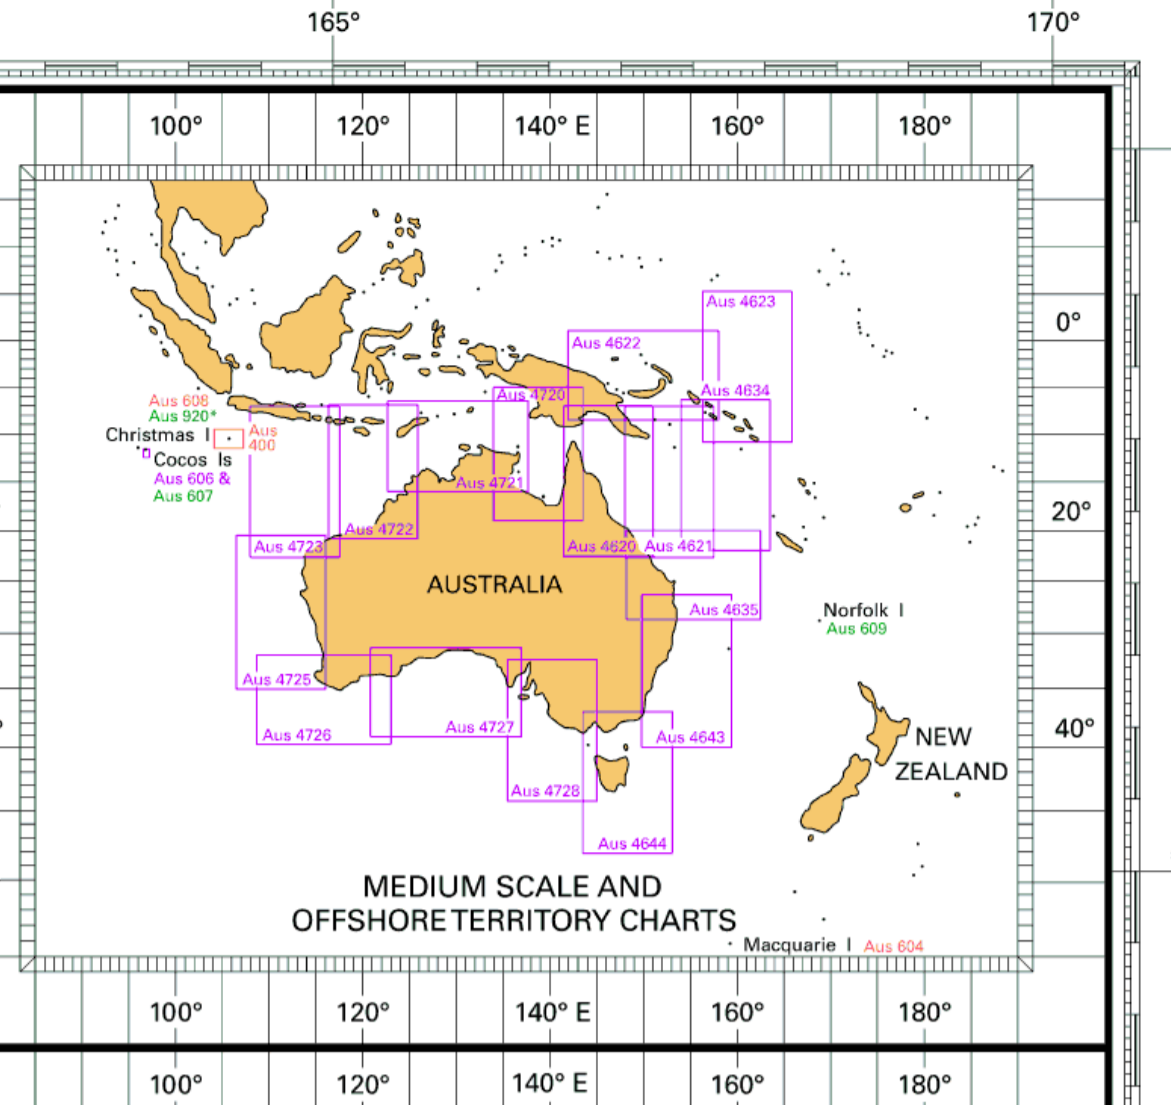 165°
170°
100°
120°
140° E
160°
180°
Aus 4623
0°
Aus 4622
Aus 4634
Aus 4720
Aus 608
Aus 920*
Christmas I
Aus
400
Cocos Is
Aus 606 &
Aus 607
Aus 4721
20°
Aus 4722
Aus 4723
Aus 4620
Aus 4621
AUSTRALIA
Aus 4635
Norfolk I
Aus 609
Aus 4725
Aus 4726
Aus 4727
Aus 4643
40°
NEW
ZEALAND
Aus 4728
Aus 4644
MEDIUM SCALE AND
OFFSHORE TERRITORY CHARTS
Macquarie I Aus 604
100°
120°
140° E
160°
180°
100°
120°
140° E
160°
180°